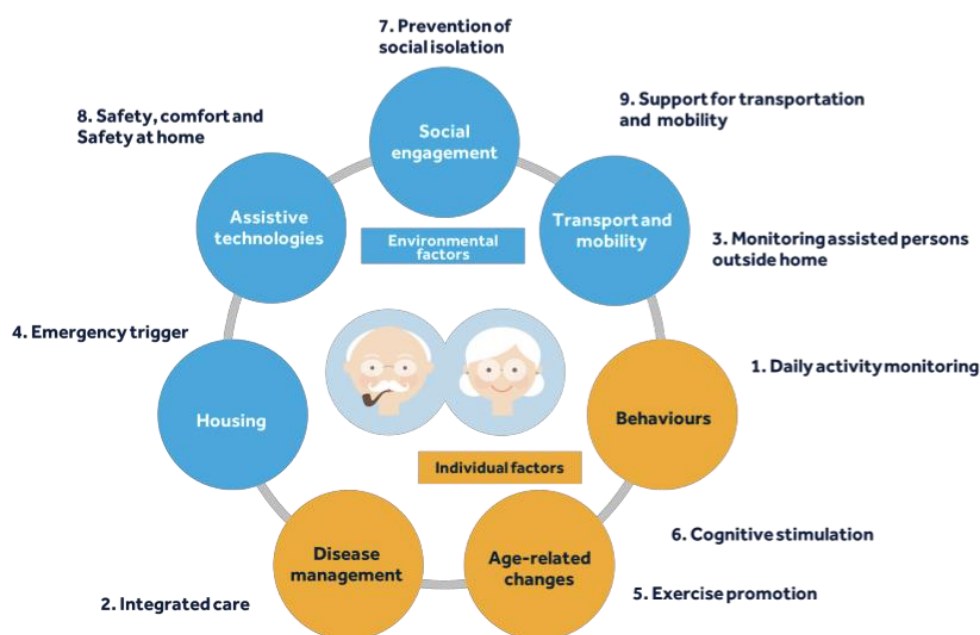 7. Prevention of
social isolation
8. Safety, comfort and
Safety at home
9. Support for transportation
and mobility
Social
engagement
Assistive
technologies
Environmental
factors
Transport and
mobility
3. Monitoring assisted persons
outside home
4. Emergency trigger
1. Daily activity monitoring
Housing
Behaviours
Individual factors
6. Cognitive stimulation
Disease
management
Age-related
changes
2. Integrated care
5. Exercise promotion